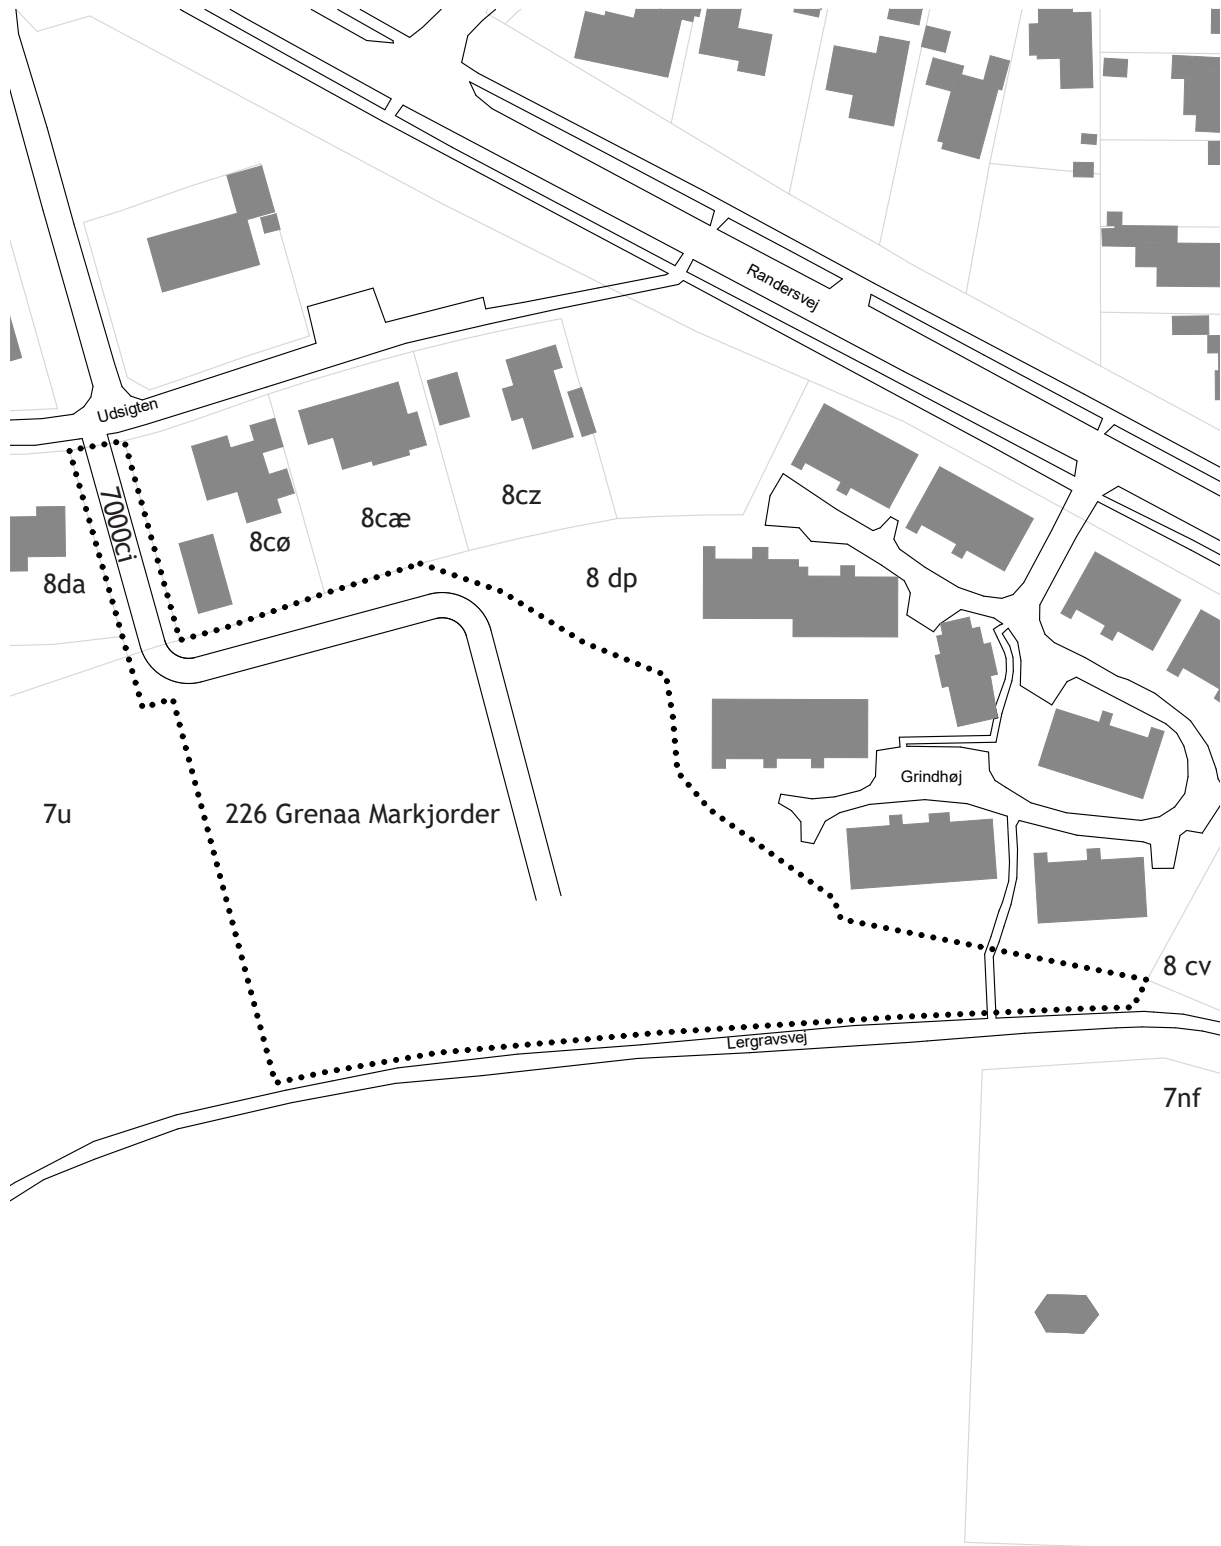 Randersvej
Udsigten
7000ci
8cz
8cæ
8cø
8da
8 dp
Grindhøj
7u
226 Grenaa Markjorder
8 cv
Lergravsvej
7nf